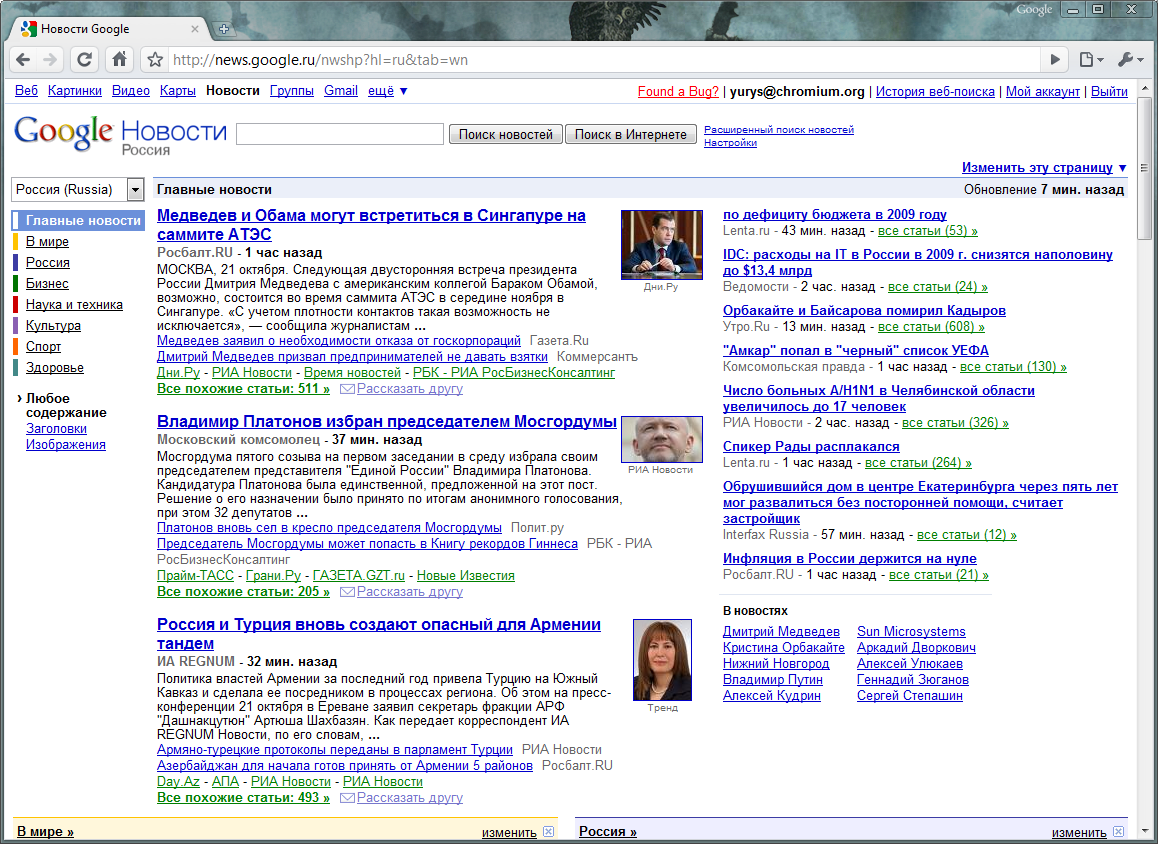 Google
Новости Google
http://news.google.ru/nwshp?hl=ru&tab=wn
Веб Картинки Видео Карты Новости Группы Gmail ещё ▼
Found a Bug? | yurys@chromium.org | История веб-поиска | Мой аккаунт | Выйти
Google Новости
Россия
Поиск новостей Поиск в Интернете
Расширенный поиск новостей
Настройки
Изменить эту страницу ▼
Россия (Russia)
Главные новости
Обновление 7 мин. назад
Главные новости
В мире
Россия
Бизнес
Наука и техника
Культура
Спорт
Здоровье
› Любое
содержание
Заголовки
Изображения
Медведев и Обама могут встретиться в Сингапуре на
саммите АТЭС
Росбалт.RU - 1 час назад
МОСКВА, 21 октября. Следующая двусторонняя встреча президента
России Дмитрия Медведева с американским коллегой Бараком Обамой,
возможно, состоится во время саммита АТЭС в середине ноября в
Сингапуре. «С учетом плотности контактов такая возможность не
исключается», — сообщила журналистам ...
Медведев заявил о необходимости отказа от госкорпораций Газета.Ru
Дмитрий Медведев призвал предпринимателей не давать взятки Коммерсантъ
Дни.Ру - РИА Новости - Время новостей - РБК - РИА РосБизнесКонсалтинг
Все похожие статьи: 511 » Рассказать другу
Дни.Ру
Владимир Платонов избран председателем Мосгордумы
Московский комсомолец - 37 мин. назад
Мосгордума пятого созыва на первом заседании в среду избрала своим
председателем представителя "Единой России" Владимира Платонова.
Кандидатура Платонова была единственной, предложенной на этот пост.
Решение о его назначении было принято по итогам анонимного голосования,
при этом 32 депутатов ...
Платонов вновь сел в кресло председателя Мосгордумы Полит.ру
Председатель Мосгордумы может попасть в Книгу рекордов Гиннеса РБК - РИА
РосБизнесКонсалтинг
Прайм-ТАСС - Грани.Ру - ГАЗЕТА.GZT.ru - Новые Известия
Все похожие статьи: 205 » Рассказать другу
РИА Новости
Россия и Турция вновь создают опасный для Армении
тандем
ИА REGNUM - 32 мин. назад
Политика властей Армении за последний год привела Турцию на Южный
Кавказ и сделала ее посредником в процессах региона. Об этом на пресс-
конференции 21 октября в Ереване заявил секретарь фракции АРФ
"Дашнакцутюн" Артюша Шахбазян. Как передает корреспондент ИА
REGNUM Новости, по его словам, ...
Армяно-турецкие протоколы переданы в парламент Турции РИА Новости
Азербайджан для начала готов принять от Армении 5 районов Росбалт.RU
Day.Az - АПА - РИА Новости - РИА Новости
Все похожие статьи: 493 » Рассказать другу
Тренд
по дефициту бюджета в 2009 году
Lenta.ru - 43 мин. назад - все статьи (53) »
IDC: расходы на IT в России в 2009 г. снизятся наполовину
до $13,4 млрд
Ведомости - 2 час. назад - все статьи (24) »
Орбакайте и Байсарова помирил Кадыров
Утро.Ru - 13 мин. назад - все статьи (608) »
"Амкар" попал в "черный" список УЕФА
Комсомольская правда - 1 час назад - все статьи (130) »
Число больных A/H1N1 в Челябинской области
увеличилось до 17 человек
РИА Новости - 2 час. назад - все статьи (326) »
Спикер Рады расплакался
Lenta.ru - 1 час назад - все статьи (264) »
Обрушившийся дом в центре Екатеринбурга через пять лет
мог развалиться без посторонней помощи, считает
застройщик
Interfax Russia - 57 мин. назад - все статьи (12) »
Инфляция в России держится на нуле
Росбалт.RU - 1 час назад - все статьи (21) »
В новостях
Дмитрий Медведев Sun Microsystems
Кристина Орбакайте Аркадий Дворкович
Нижний Новгород Алексей Улюкаев
Владимир Путин Геннадий Зюганов
Алексей Кудрин Сергей Степашин
В мире » изменить
Россия » изменить